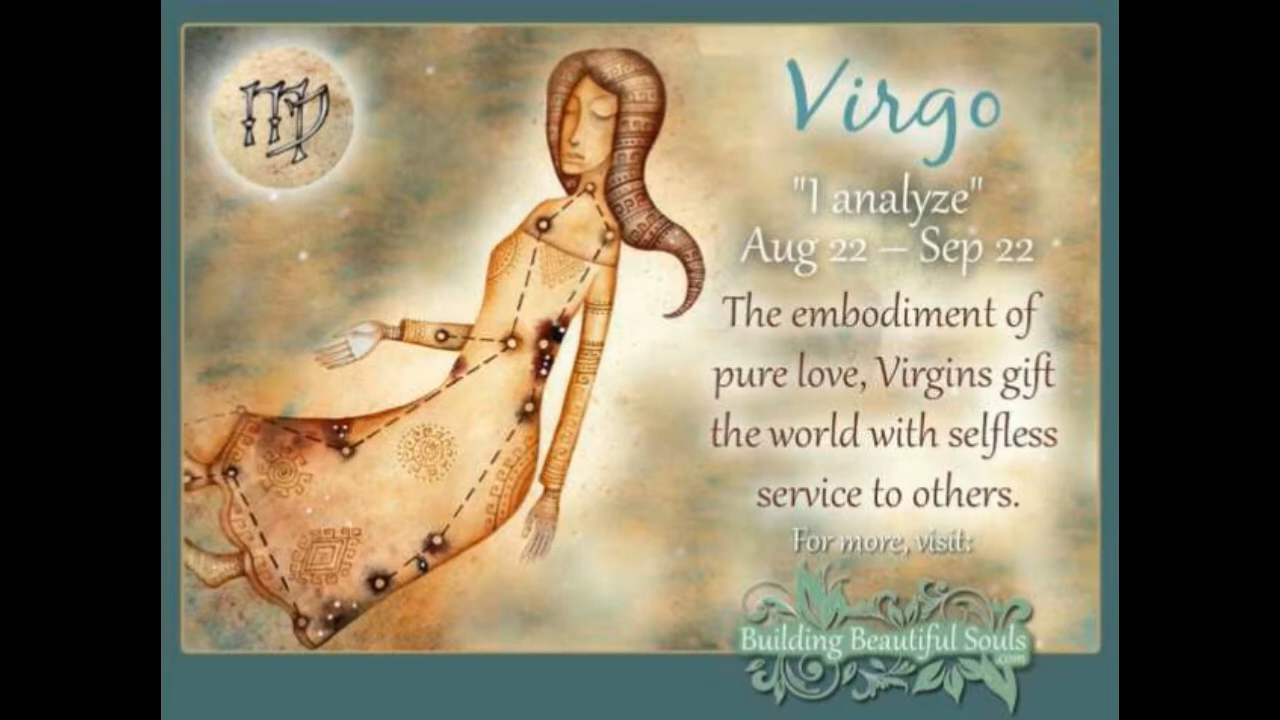 Virgo
"I analyze"
Aug 22 – Sep 22
The embodiment of
pure love, Virgins gift
the world with selfless
service to others.
For more, visit:
Building Beautiful Souls
.com